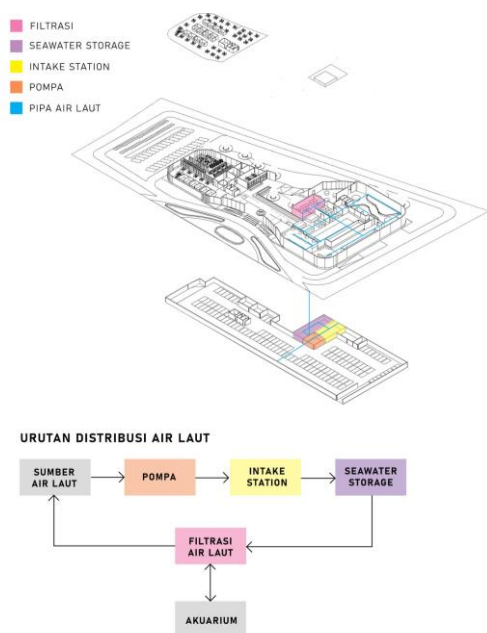 FILTRASI
SEAWATER STORAGE
INTAKE STATION
POMPA
PIPA AIR LAUT
URUTAN DISTRIBUSI AIR LAUT
SUMBER
AIR LAUT
POMPA
INTAKE
STATION
SEAWATER
STORAGE
FILTRASI
AIR LAUT
AKUARIUM